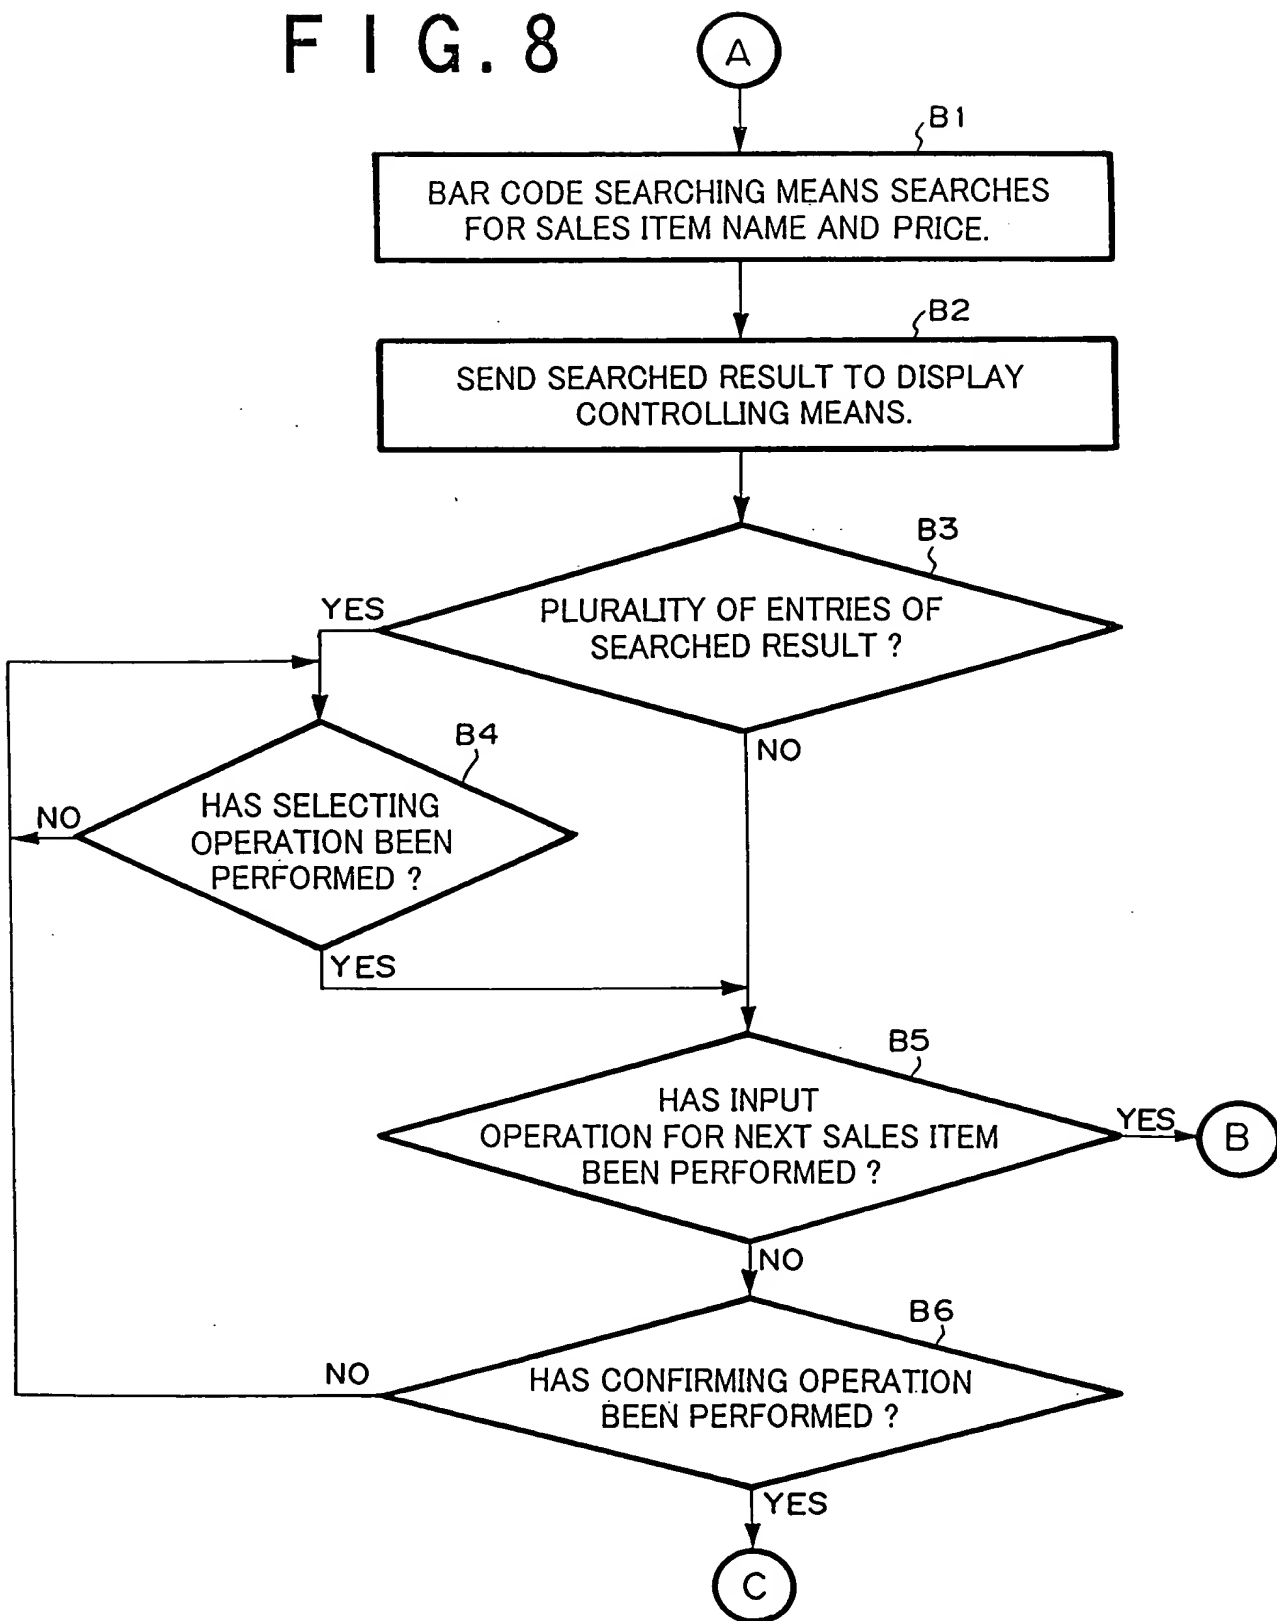 FIG.8
A
B1
BAR CODE SEARCHING MEANS SEARCHES
FOR SALES ITEM NAME AND PRICE.
B2
SEND SEARCHED RESULT TO DISPLAY
CONTROLLING MEANS.
B3
YES
PLURALITY OF ENTRIES OF
SEARCHED RESULT ?
NO
B4
NO
HAS SELECTING
OPERATION BEEN
PERFORMED ?
YES
B5
HAS INPUT
OPERATION FOR NEXT SALES ITEM
BEEN PERFORMED ?
YES
B
NO
B6
NO
HAS CONFIRMING OPERATION
BEEN PERFORMED ?
YES
C